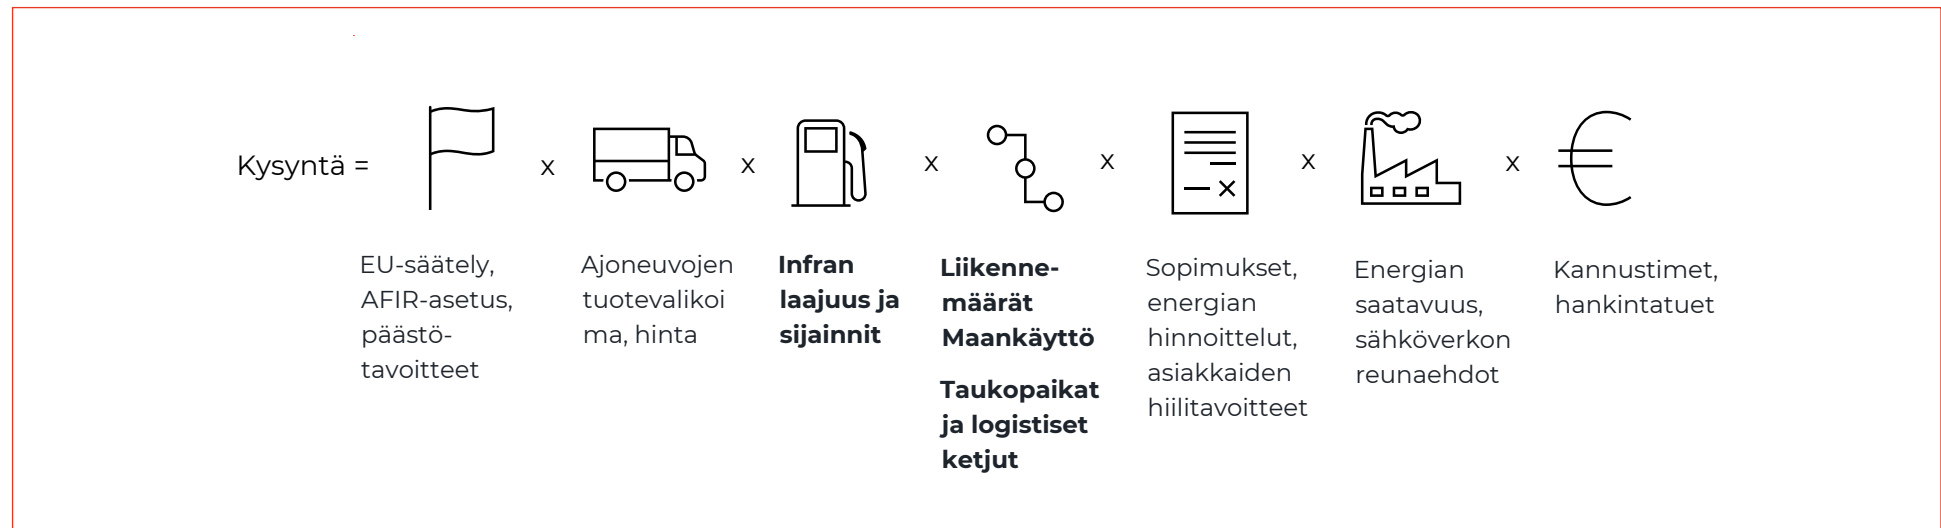 Kysyntä =
x
x
x
x
x
x
EU-säätely,
AFIR-asetus,
päästö-
tavoitteet
Ajoneuvojen
tuotevalikoi
ma, hinta
Infran
laajuus ja
sijainnit
Liikenne-
määrät
Maankäyttö
Taukopaikat
ja logistiset
ketjut
Sopimukset,
energian
hinnoittelut,
asiakkaiden
hiilitavoitteet
Energian
saatavuus,
sähköverkon
reunaehdot
Kannustimet,
hankintatuet